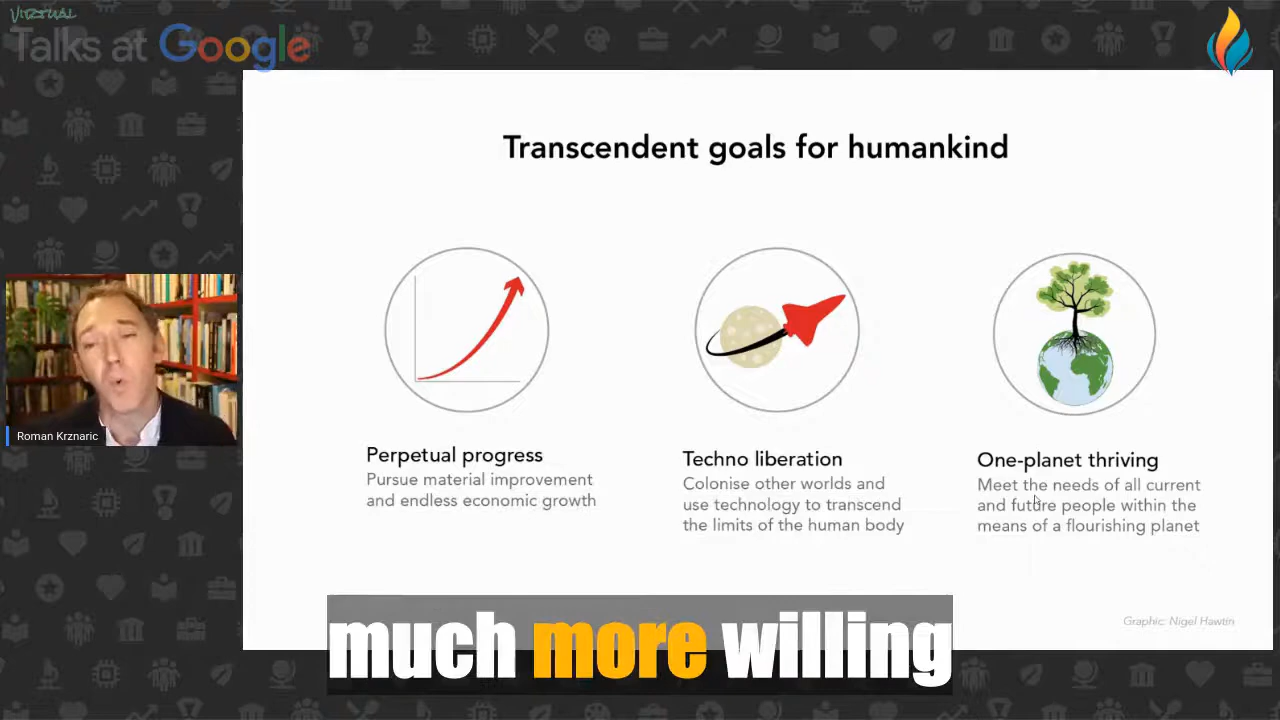 VIRTUAL
Talks at Google
Transcendent goals for humankind
Perpetual progress
Pursue material improvement
and endless economic growth
Techno liberation
Colonise other worlds and
use technology to transcend
the limits of the human body
One-planet thriving
Meet the needs of all current
and future people within the
means of a flourishing planet
Roman Krznaric
Graphic: Nigel Hawtin
much more willing